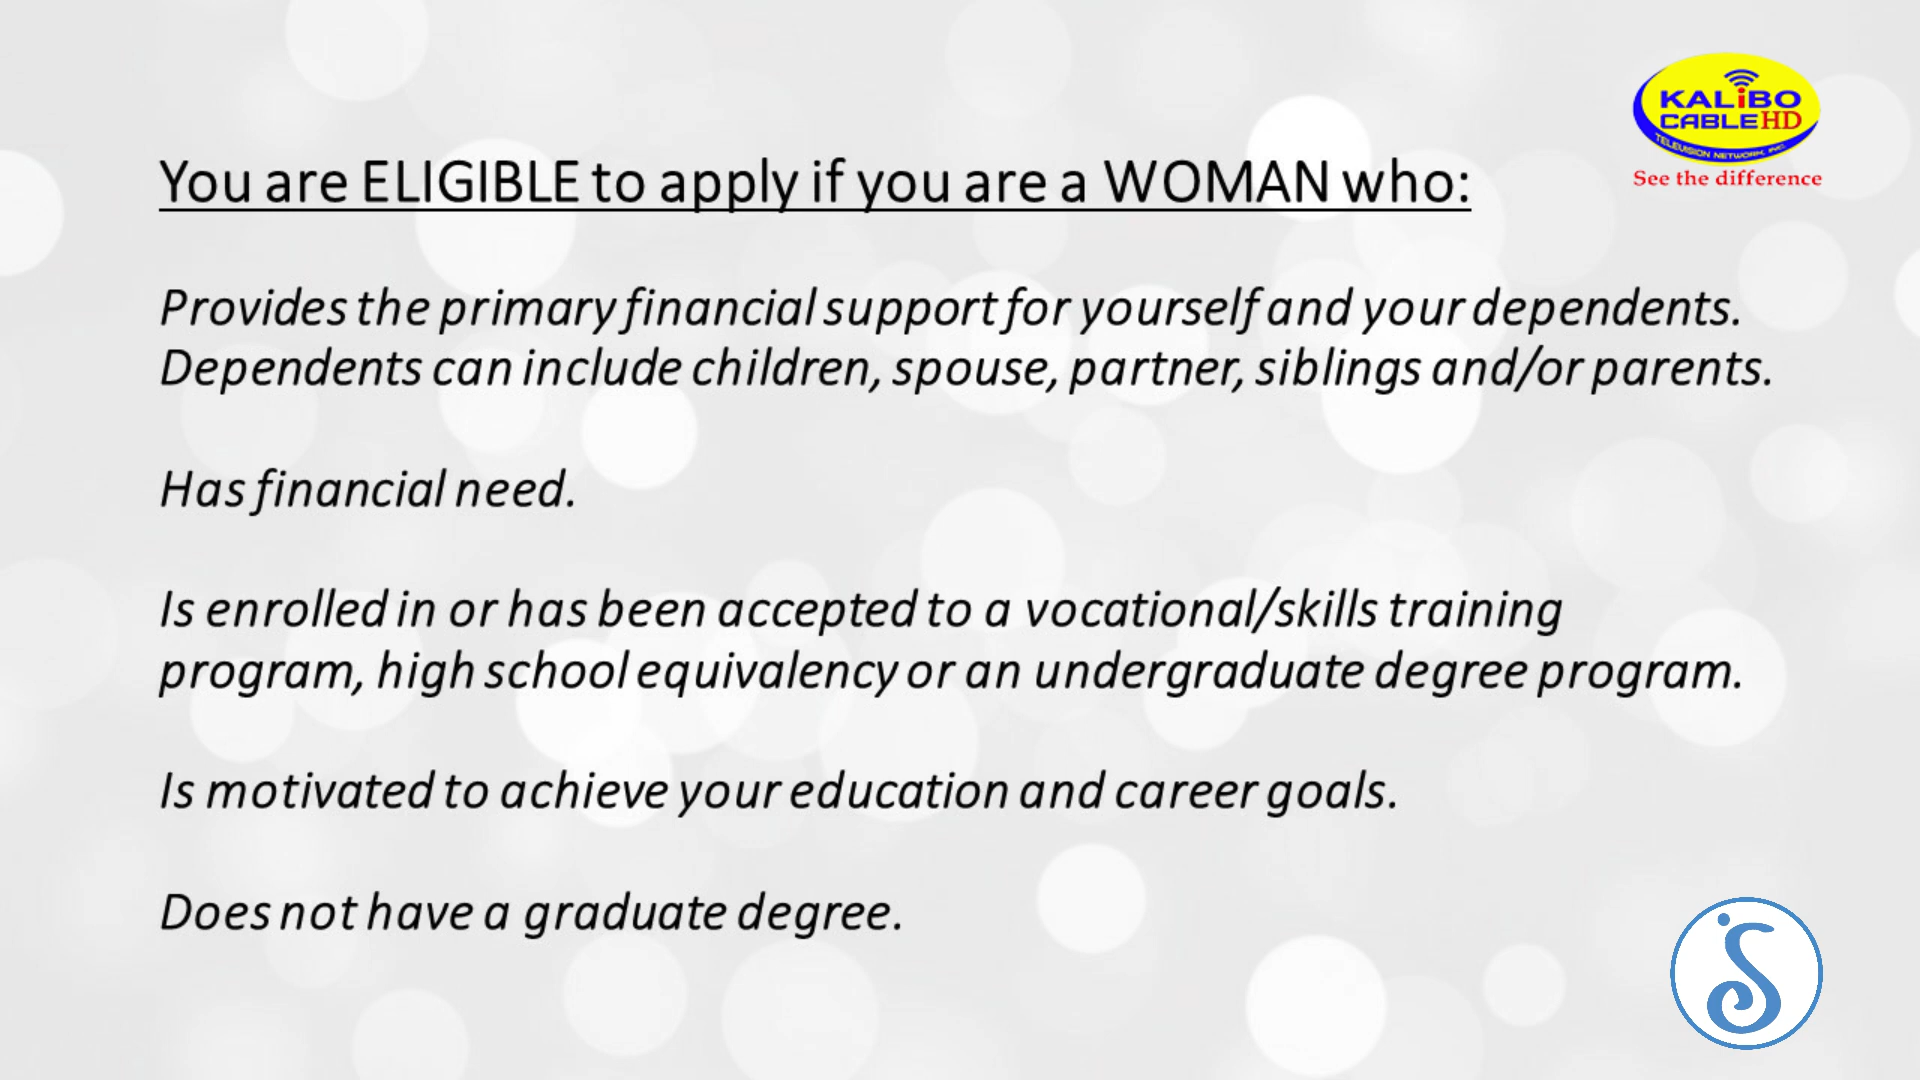 KALiBO
CABLE HD
TELEVISION NETWORK, INC.
See the difference
You are ELIGIBLE to apply if you are a WOMAN who:
Provides the primary financial support for yourself and your dependents.
Dependents can include children, spouse, partner, siblings and/or parents.
Has financial need.
Is enrolled in or has been accepted to a vocational/skills training
program, high school equivalency or an undergraduate degree program.
Is motivated to achieve your education and career goals.
Does not have a graduate degree.
S